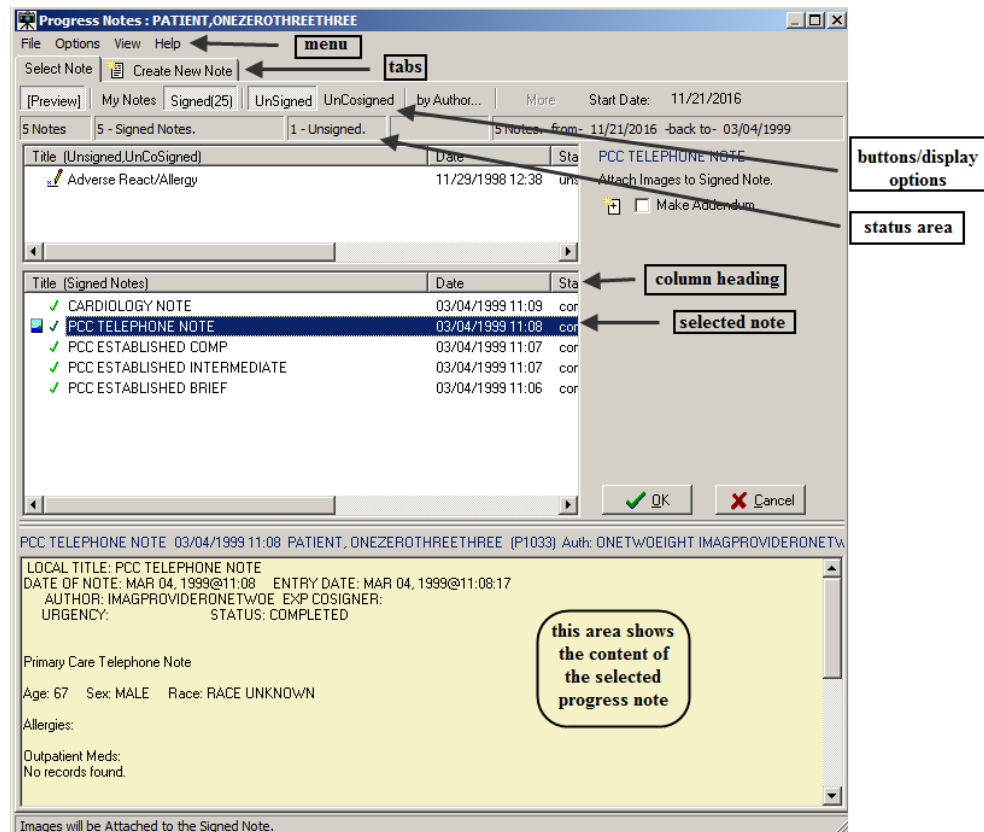 Progress Notes : PATIENT,ONEZEROTHREETHREE
File Options View Help
menu
Select Note Create New Note
tabs
[Preview] My Notes Signed(25) UnSigned UnCosigned by Author... More Start Date: 11/21/2016
5 Notes 5 - Signed Notes. 1 - Unsigned. 5 Notes. from- 11/21/2016 -back to- 03/04/1999
buttons/display
options
Title (Unsigned,UnCoSigned) Date Sta PCC TELEPHONE NOTE
Adverse React/Allergy 11/29/1998 12:38 uns Attach Images to Signed Note.
Make Addendum
status area
Title (Signed Notes) Date Sta
column heading
CARDIOLOGY NOTE 03/04/1999 11:09 cor
PCC TELEPHONE NOTE 03/04/1999 11:08 cor
selected note
PCC ESTABLISHED COMP 03/04/1999 11:07 cor
PCC ESTABLISHED INTERMEDIATE 03/04/1999 11:07 cor
PCC ESTABLISHED BRIEF 03/04/1999 11:06 cor
OK Cancel
PCC TELEPHONE NOTE 03/04/1999 11:08 PATIENT, ONEZEROTHREETHREE (P1033) Auth: ONETWOEIGHT IMAGPROVIDERONETW
LOCAL TITLE: PCC TELEPHONE NOTE
DATE OF NOTE: MAR 04, 1999@11:08 ENTRY DATE: MAR 04, 1999@11:08:17
AUTHOR: IMAGPROVIDERONETWOE EXP COSIGNER:
URGENCY: STATUS: COMPLETED
this area shows
the content of
the selected
progress note
Primary Care Telephone Note
Age: 67 Sex: MALE Race: RACE UNKNOWN
Allergies:
Outpatient Meds:
No records found.
Images will be Attached to the Signed Note.